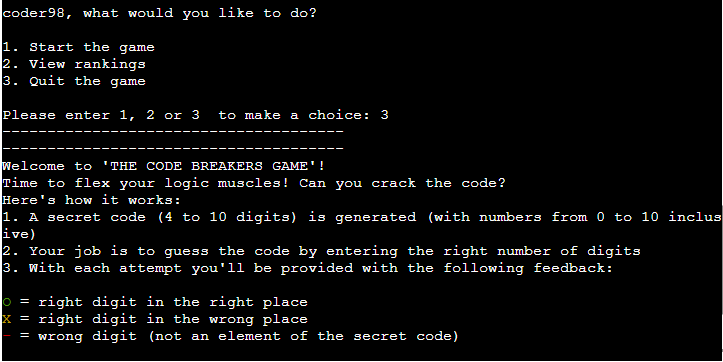 coder98, what would you like to do?
1. Start the game
2. View rankings
3. Quit the game
Please enter 1, 2 or 3  to make a choice: 3
--------------------------------------
--------------------------------------
Welcome to 'THE CODE BREAKERS GAME'!
Time to flex your logic muscles! Can you crack the code?
Here's how it works:
1. A secret code (4 to 10 digits) is generated (with numbers from 0 to 10 inclus
ive)
2. Your job is to guess the code by entering the right number of digits
3. With each attempt you'll be provided with the following feedback:
O = right digit in the right place
X = right digit in the wrong place
- = wrong digit (not an element of the secret code)